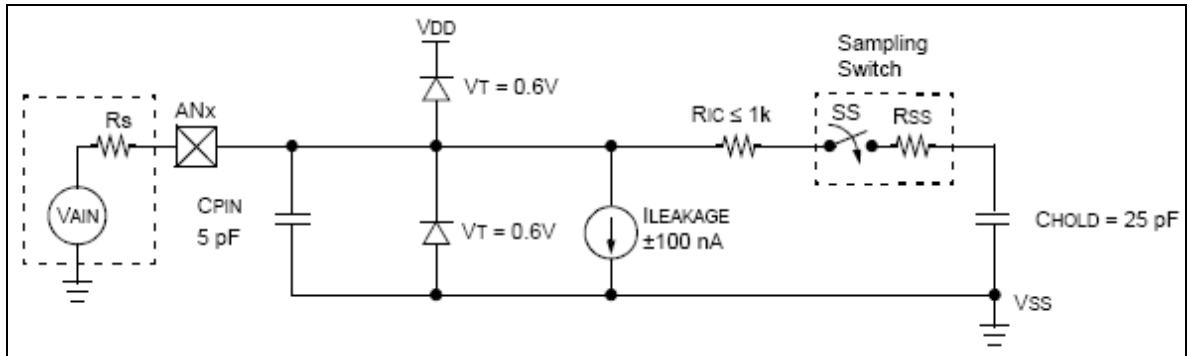 VDD
Sampling
Switch
VT = 0.6V
ANx
Rs
RIC ≤ 1k
SS
RSS
VAIN
CPIN
5 pF
VT = 0.6V
ILEAKAGE
±100 nA
CHOLD = 25 pF
VSS